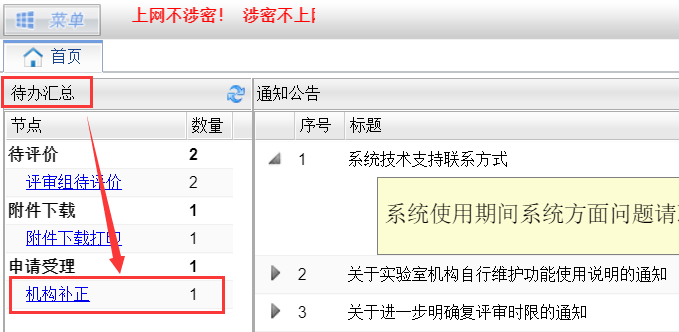 菜单
上网不涉密！ 涉密不上
首页
待办汇总
节点 数量
待评价 2
评审组待评价 2
附件下载 1
附件下载打印 1
申请受理 1
机构补正 1
通知公告
序号 标题
1 系统技术支持联系方式
系统使用期间系统方面问题请
2 关于实验室机构自行维护功能使用说明的通知
3 关于进一步明确复评审时限的通知